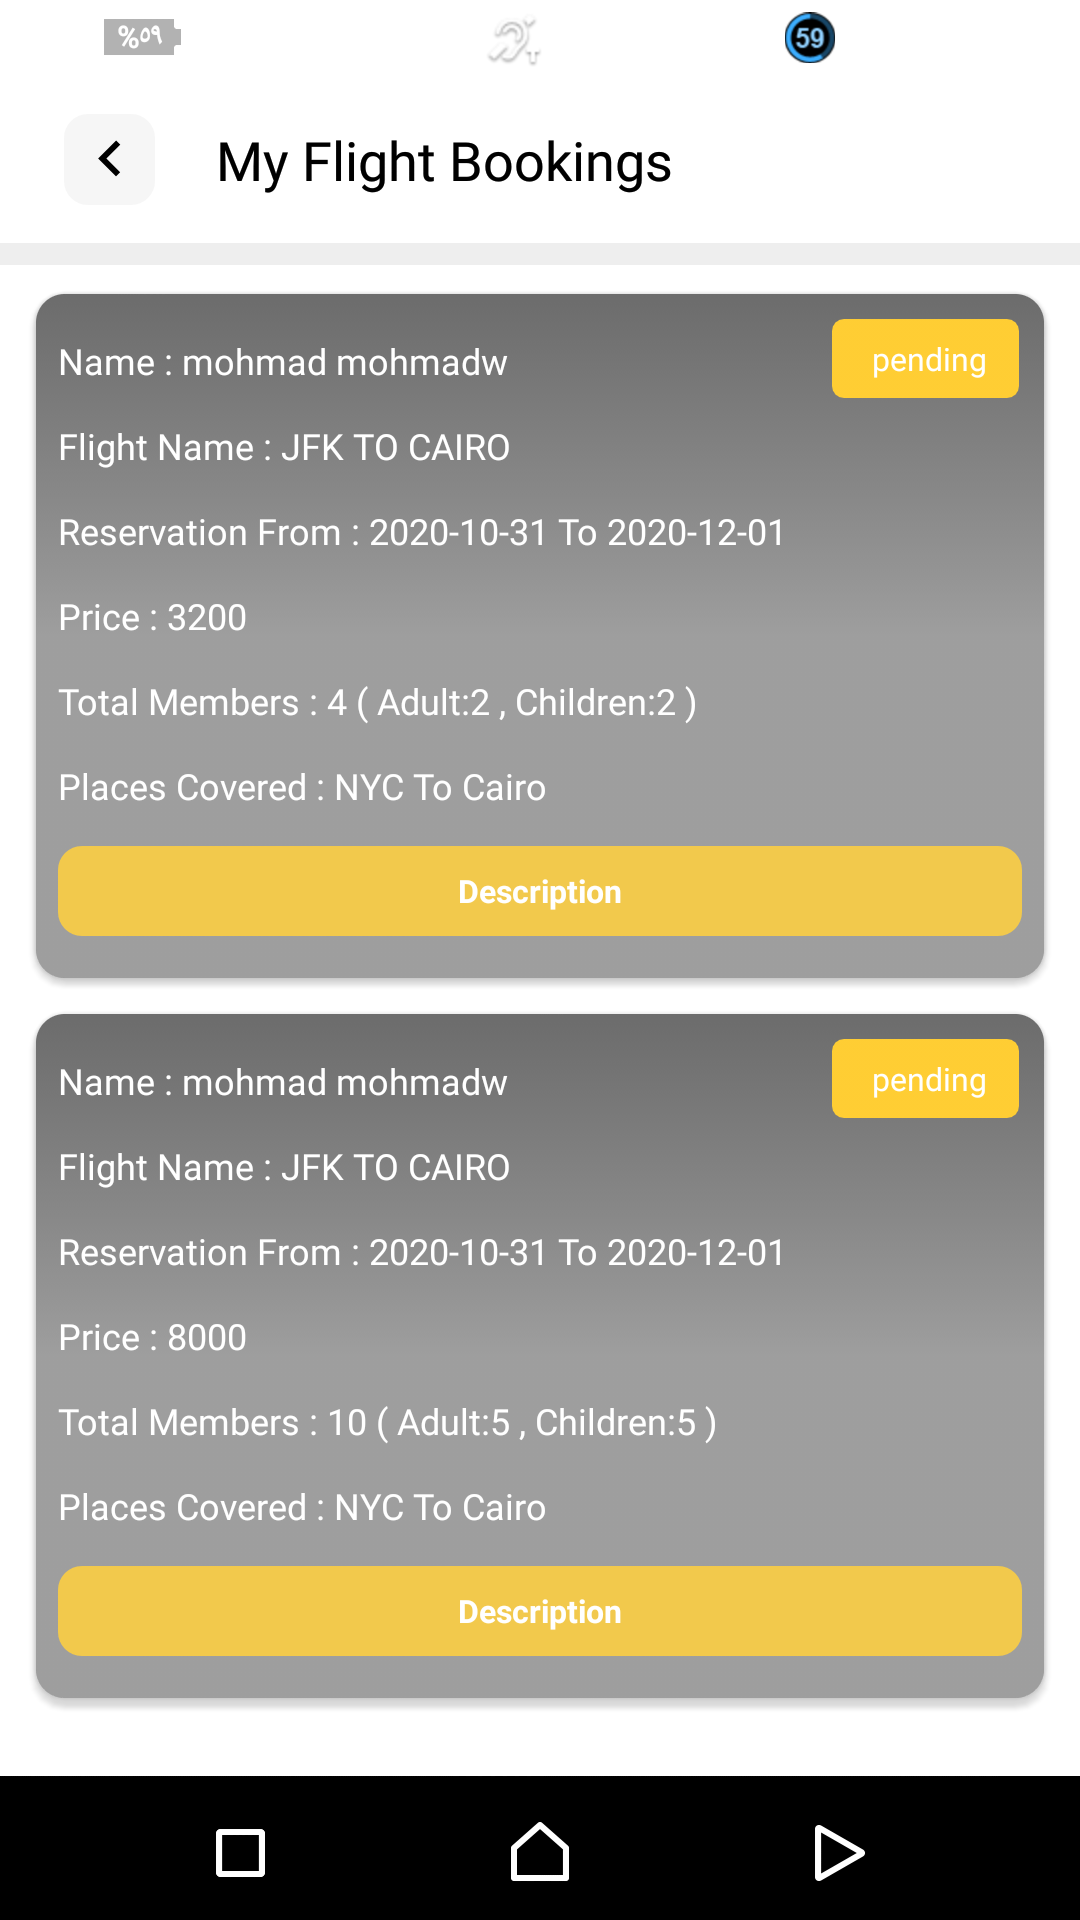 %٥٩
59
My Flight Bookings
Name : mohmad mohmadw
pending
Flight Name : JFK TO CAIRO
Reservation From : 2020-10-31 To 2020-12-01
Price : 3200
Total Members : 4 ( Adult:2 , Children:2 )
Places Covered : NYC To Cairo
Description
Name : mohmad mohmadw
pending
Flight Name : JFK TO CAIRO
Reservation From : 2020-10-31 To 2020-12-01
Price : 8000
Total Members : 10 ( Adult:5 , Children:5 )
Places Covered : NYC To Cairo
Description